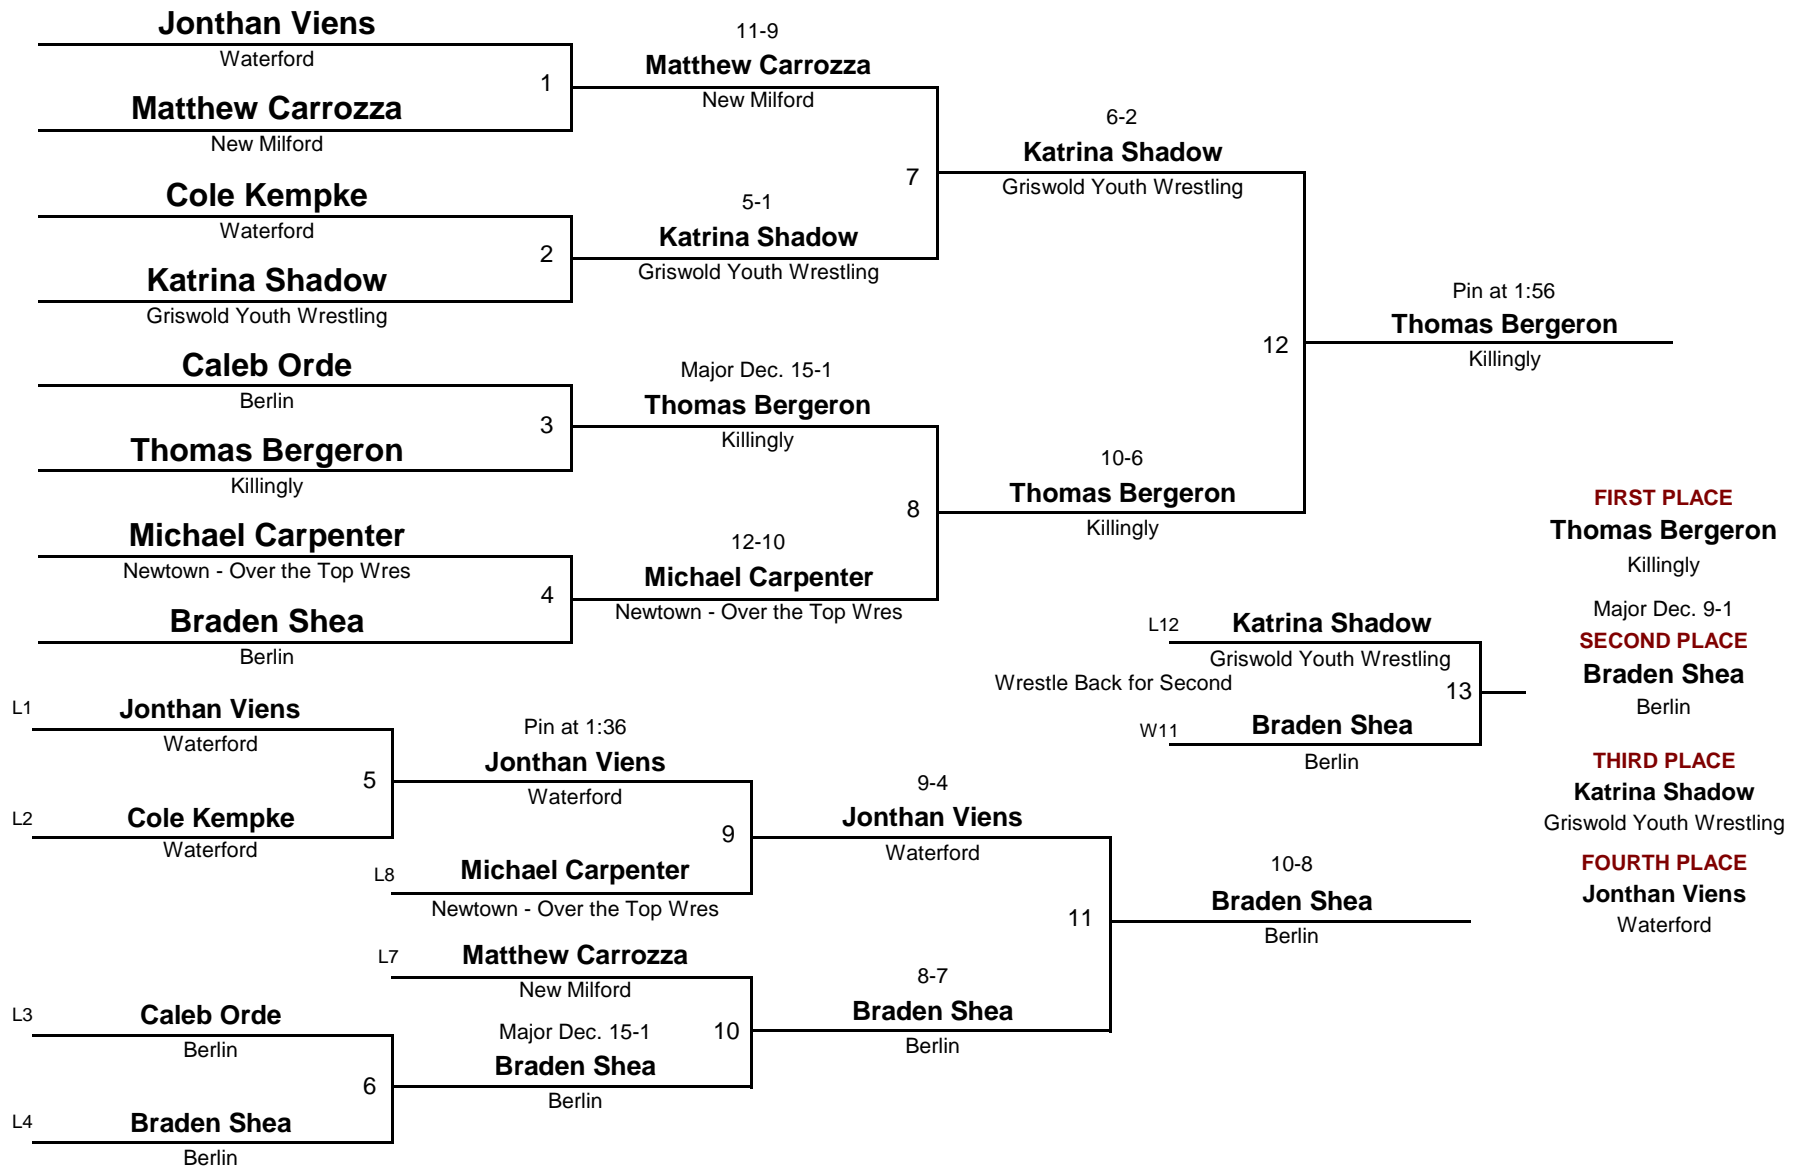 Jonthan Viens
Waterford
1
Matthew Carrozza
New Milford
11-9
Matthew Carrozza
New Milford
Cole Kempke
Waterford
2
Katrina Shadow
Griswold Youth Wrestling
5-1
Katrina Shadow
Griswold Youth Wrestling
7
6-2
Katrina Shadow
Griswold Youth Wrestling
Caleb Orde
Berlin
3
Thomas Bergeron
Killingly
Major Dec. 15-1
Thomas Bergeron
Killingly
Michael Carpenter
Newtown - Over the Top Wres
4
Braden Shea
Berlin
12-10
Michael Carpenter
Newtown - Over the Top Wres
8
10-6
Thomas Bergeron
Killingly
12
Pin at 1:56
Thomas Bergeron
Killingly
L1
Jonthan Viens
Waterford
5
L2
Cole Kempke
Waterford
Pin at 1:36
Jonthan Viens
Waterford
9
L8
Michael Carpenter
Newtown - Over the Top Wres
9-4
Jonthan Viens
Waterford
L7
Matthew Carrozza
New Milford
L3
Caleb Orde
Berlin
6
L4
Braden Shea
Berlin
Major Dec. 15-1
Braden Shea
Berlin
10
8-7
Braden Shea
Berlin
11
10-8
Braden Shea
Berlin
L12
Katrina Shadow
Griswold Youth Wrestling
Wrestle Back for Second
13
W11
Braden Shea
Berlin
FIRST PLACE
Thomas Bergeron
Killingly
Major Dec. 9-1
SECOND PLACE
Braden Shea
Berlin
THIRD PLACE
Katrina Shadow
Griswold Youth Wrestling
FOURTH PLACE
Jonthan Viens
Waterford